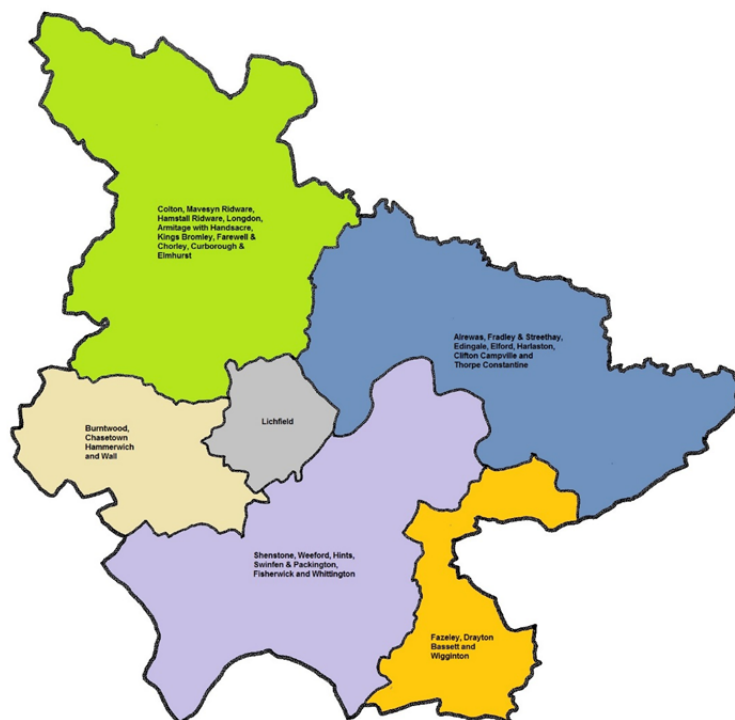 Colton, Mavesyn Ridware,
Hamstall Ridware, Longdon,
Armitage with Handsacre,
Kings Bromley, Farewell &
Chorley, Curborough &
Elmhurst
Alrewas, Fradley & Streethay,
Edingale, Elford, Harlaston,
Clifton Campville and
Thorpe Constantine
Lichfield
Burntwood,
Chasetown
Hammerwich
and Wall
Shenstone, Weeford, Hints,
Swinfen & Packington,
Fisherwick and Whittington
Fazeley, Drayton
Bassett and
Wigginton